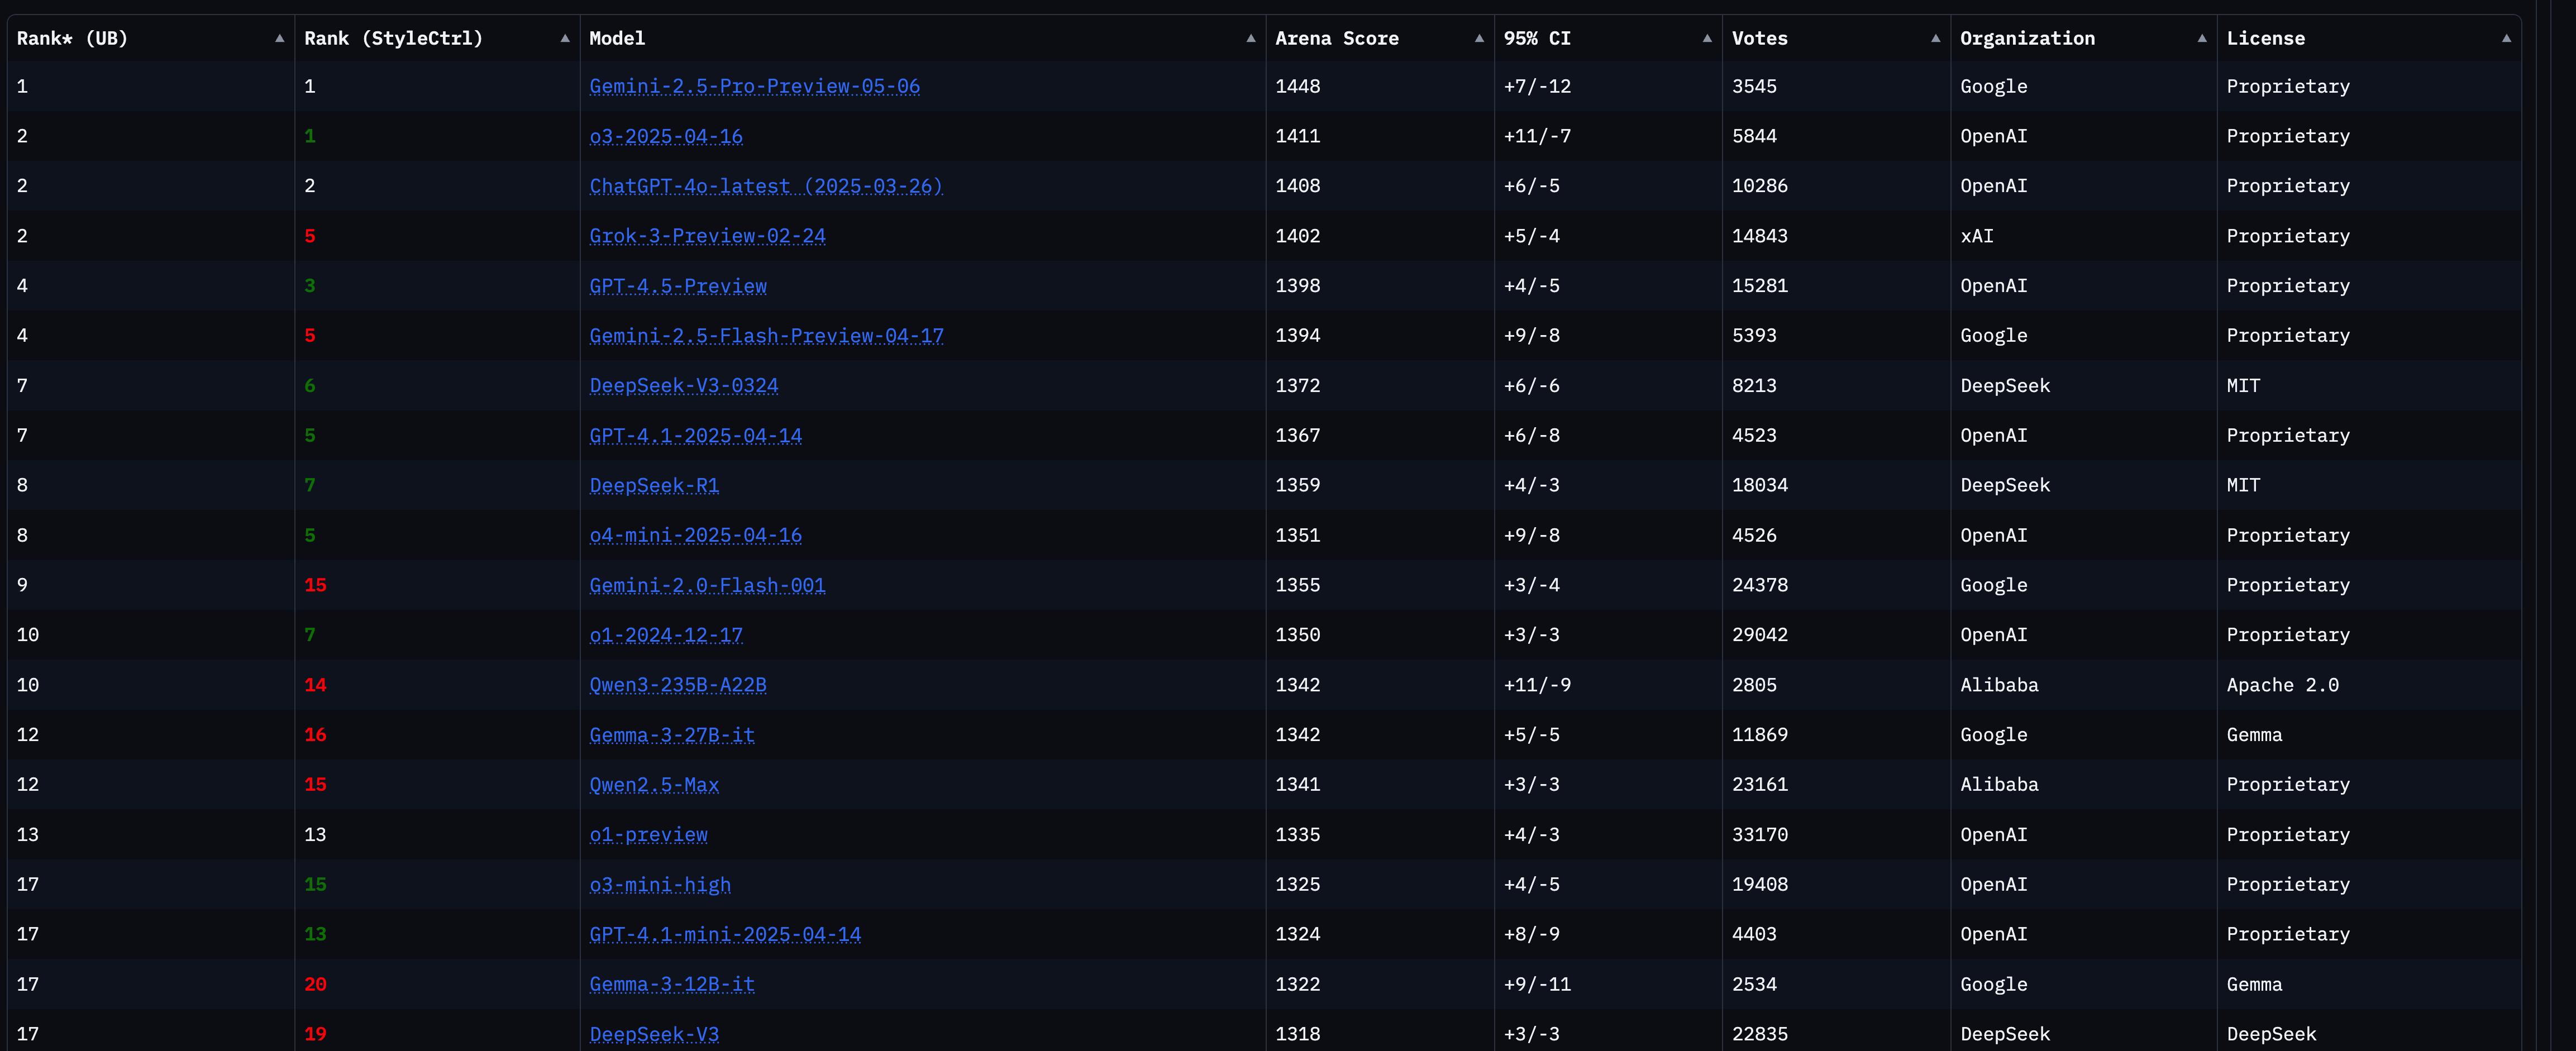 Rank* (UB) ▲ Rank (StyleCtrl) ▲ Model ▲ Arena Score ▲ 95% CI ▲ Votes ▲ Organization ▲ License ▲
1 1 Gemini-2.5-Pro-Preview-05-06 1448 +7/-12 3545 Google Proprietary
2 1 o3-2025-04-16 1411 +11/-7 5844 OpenAI Proprietary
2 2 ChatGPT-4o-latest (2025-03-26) 1408 +6/-5 10286 OpenAI Proprietary
2 5 Grok-3-Preview-02-24 1402 +5/-4 14843 xAI Proprietary
4 3 GPT-4.5-Preview 1398 +4/-5 15281 OpenAI Proprietary
4 5 Gemini-2.5-Flash-Preview-04-17 1394 +9/-8 5393 Google Proprietary
7 6 DeepSeek-V3-0324 1372 +6/-6 8213 DeepSeek MIT
7 5 GPT-4.1-2025-04-14 1367 +6/-8 4523 OpenAI Proprietary
8 7 DeepSeek-R1 1359 +4/-3 18034 DeepSeek MIT
8 5 o4-mini-2025-04-16 1351 +9/-8 4526 OpenAI Proprietary
9 15 Gemini-2.0-Flash-001 1355 +3/-4 24378 Google Proprietary
10 7 o1-2024-12-17 1350 +3/-3 29042 OpenAI Proprietary
10 14 Qwen3-235B-A22B 1342 +11/-9 2805 Alibaba Apache 2.0
12 16 Gemma-3-27B-it 1342 +5/-5 11869 Google Gemma
12 15 Qwen2.5-Max 1341 +3/-3 23161 Alibaba Proprietary
13 13 o1-preview 1335 +4/-3 33170 OpenAI Proprietary
17 15 o3-mini-high 1325 +4/-5 19408 OpenAI Proprietary
17 13 GPT-4.1-mini-2025-04-14 1324 +8/-9 4403 OpenAI Proprietary
17 20 Gemma-3-12B-it 1322 +9/-11 2534 Google Gemma
17 19 DeepSeek-V3 1318 +3/-3 22835 DeepSeek DeepSeek